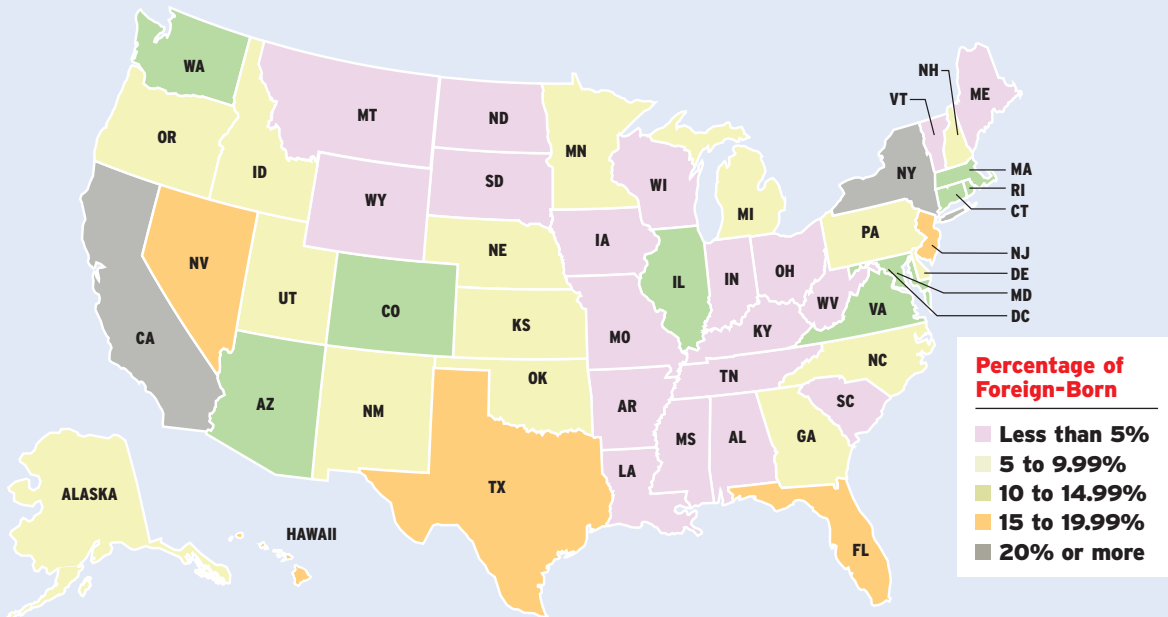 WA
OR
ID
MT
ND
MN
SD
WY
WI
MI
NH
VT
ME
NY
MA
RI
CT
NJ
DE
MD
DC
PA
NE
IA
IL
IN
OH
WV
VA
NV
UT
CO
KS
MO
KY
CA
AZ
NM
OK
TN
NC
AR
SC
MS
AL
GA
TX
LA
FL
ALASKA
HAWAII
Percentage of
Foreign-Born
Less than 5%
5 to 9.99%
10 to 14.99%
15 to 19.99%
20% or more